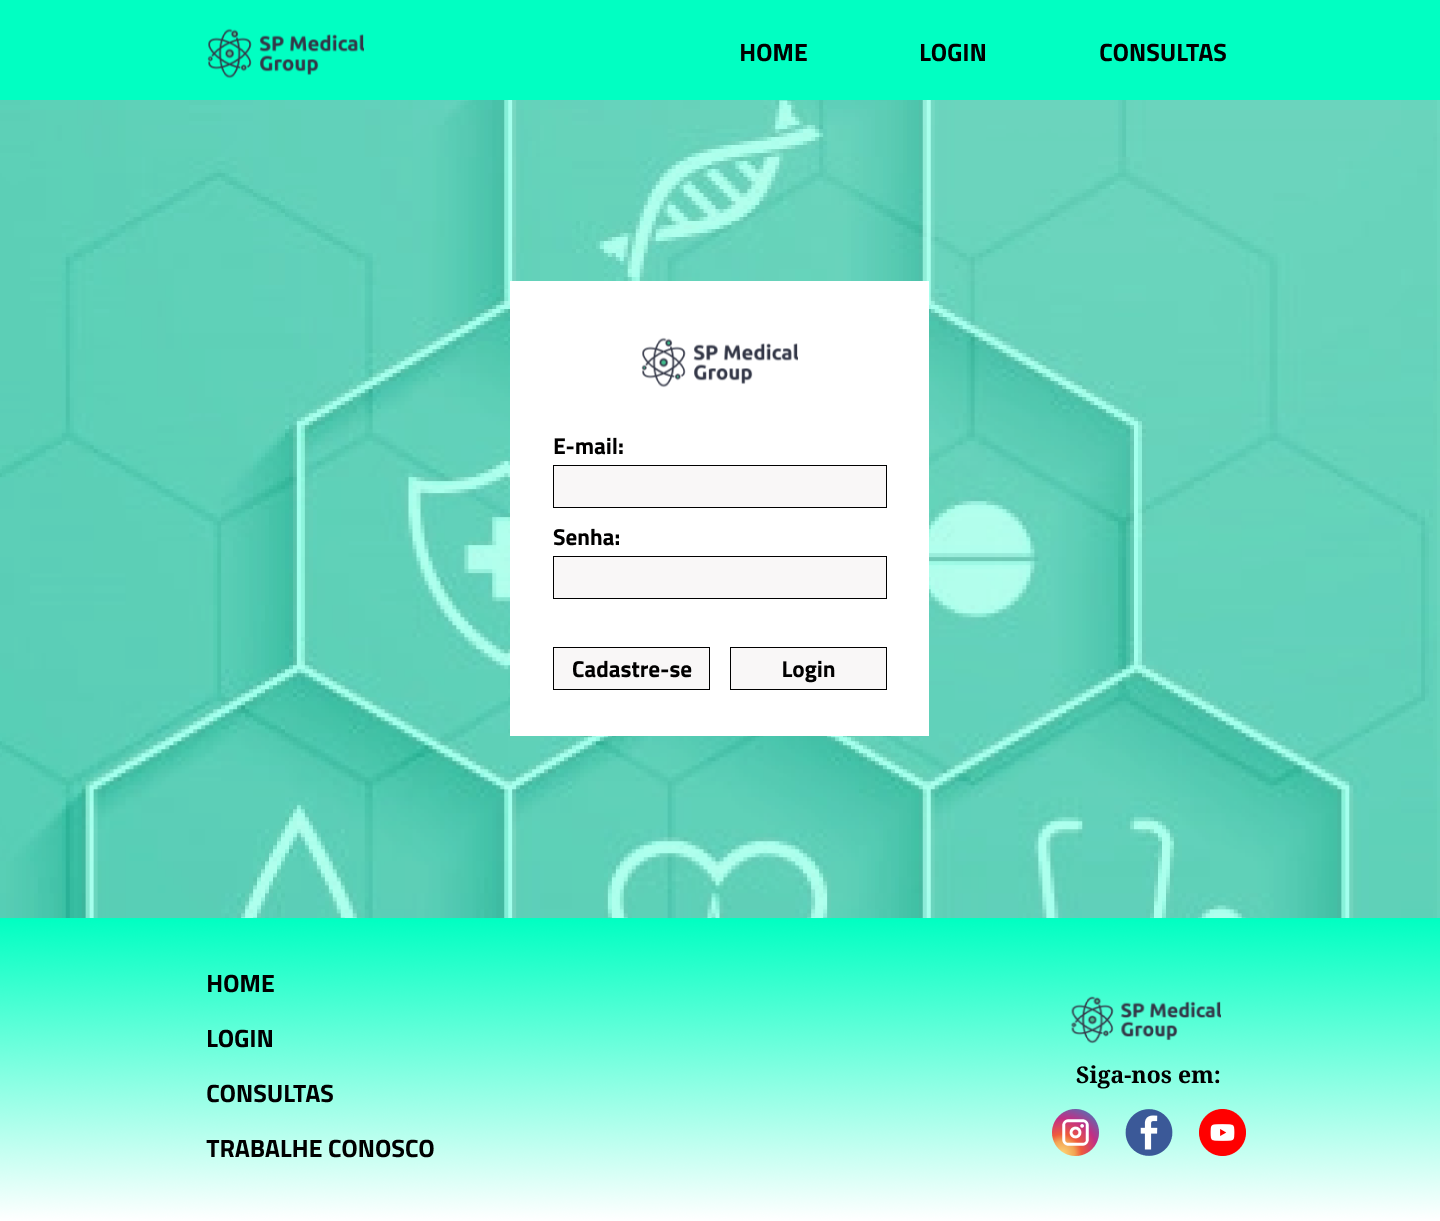 SP Medical
Group
HOME
LOGIN
CONSULTAS
SP Medical
Group
E-mail:
Senha:
Cadastre-se
Login
HOME
LOGIN
CONSULTAS
TRABALHE CONOSCO
SP Medical
Group
Siga-nos em: